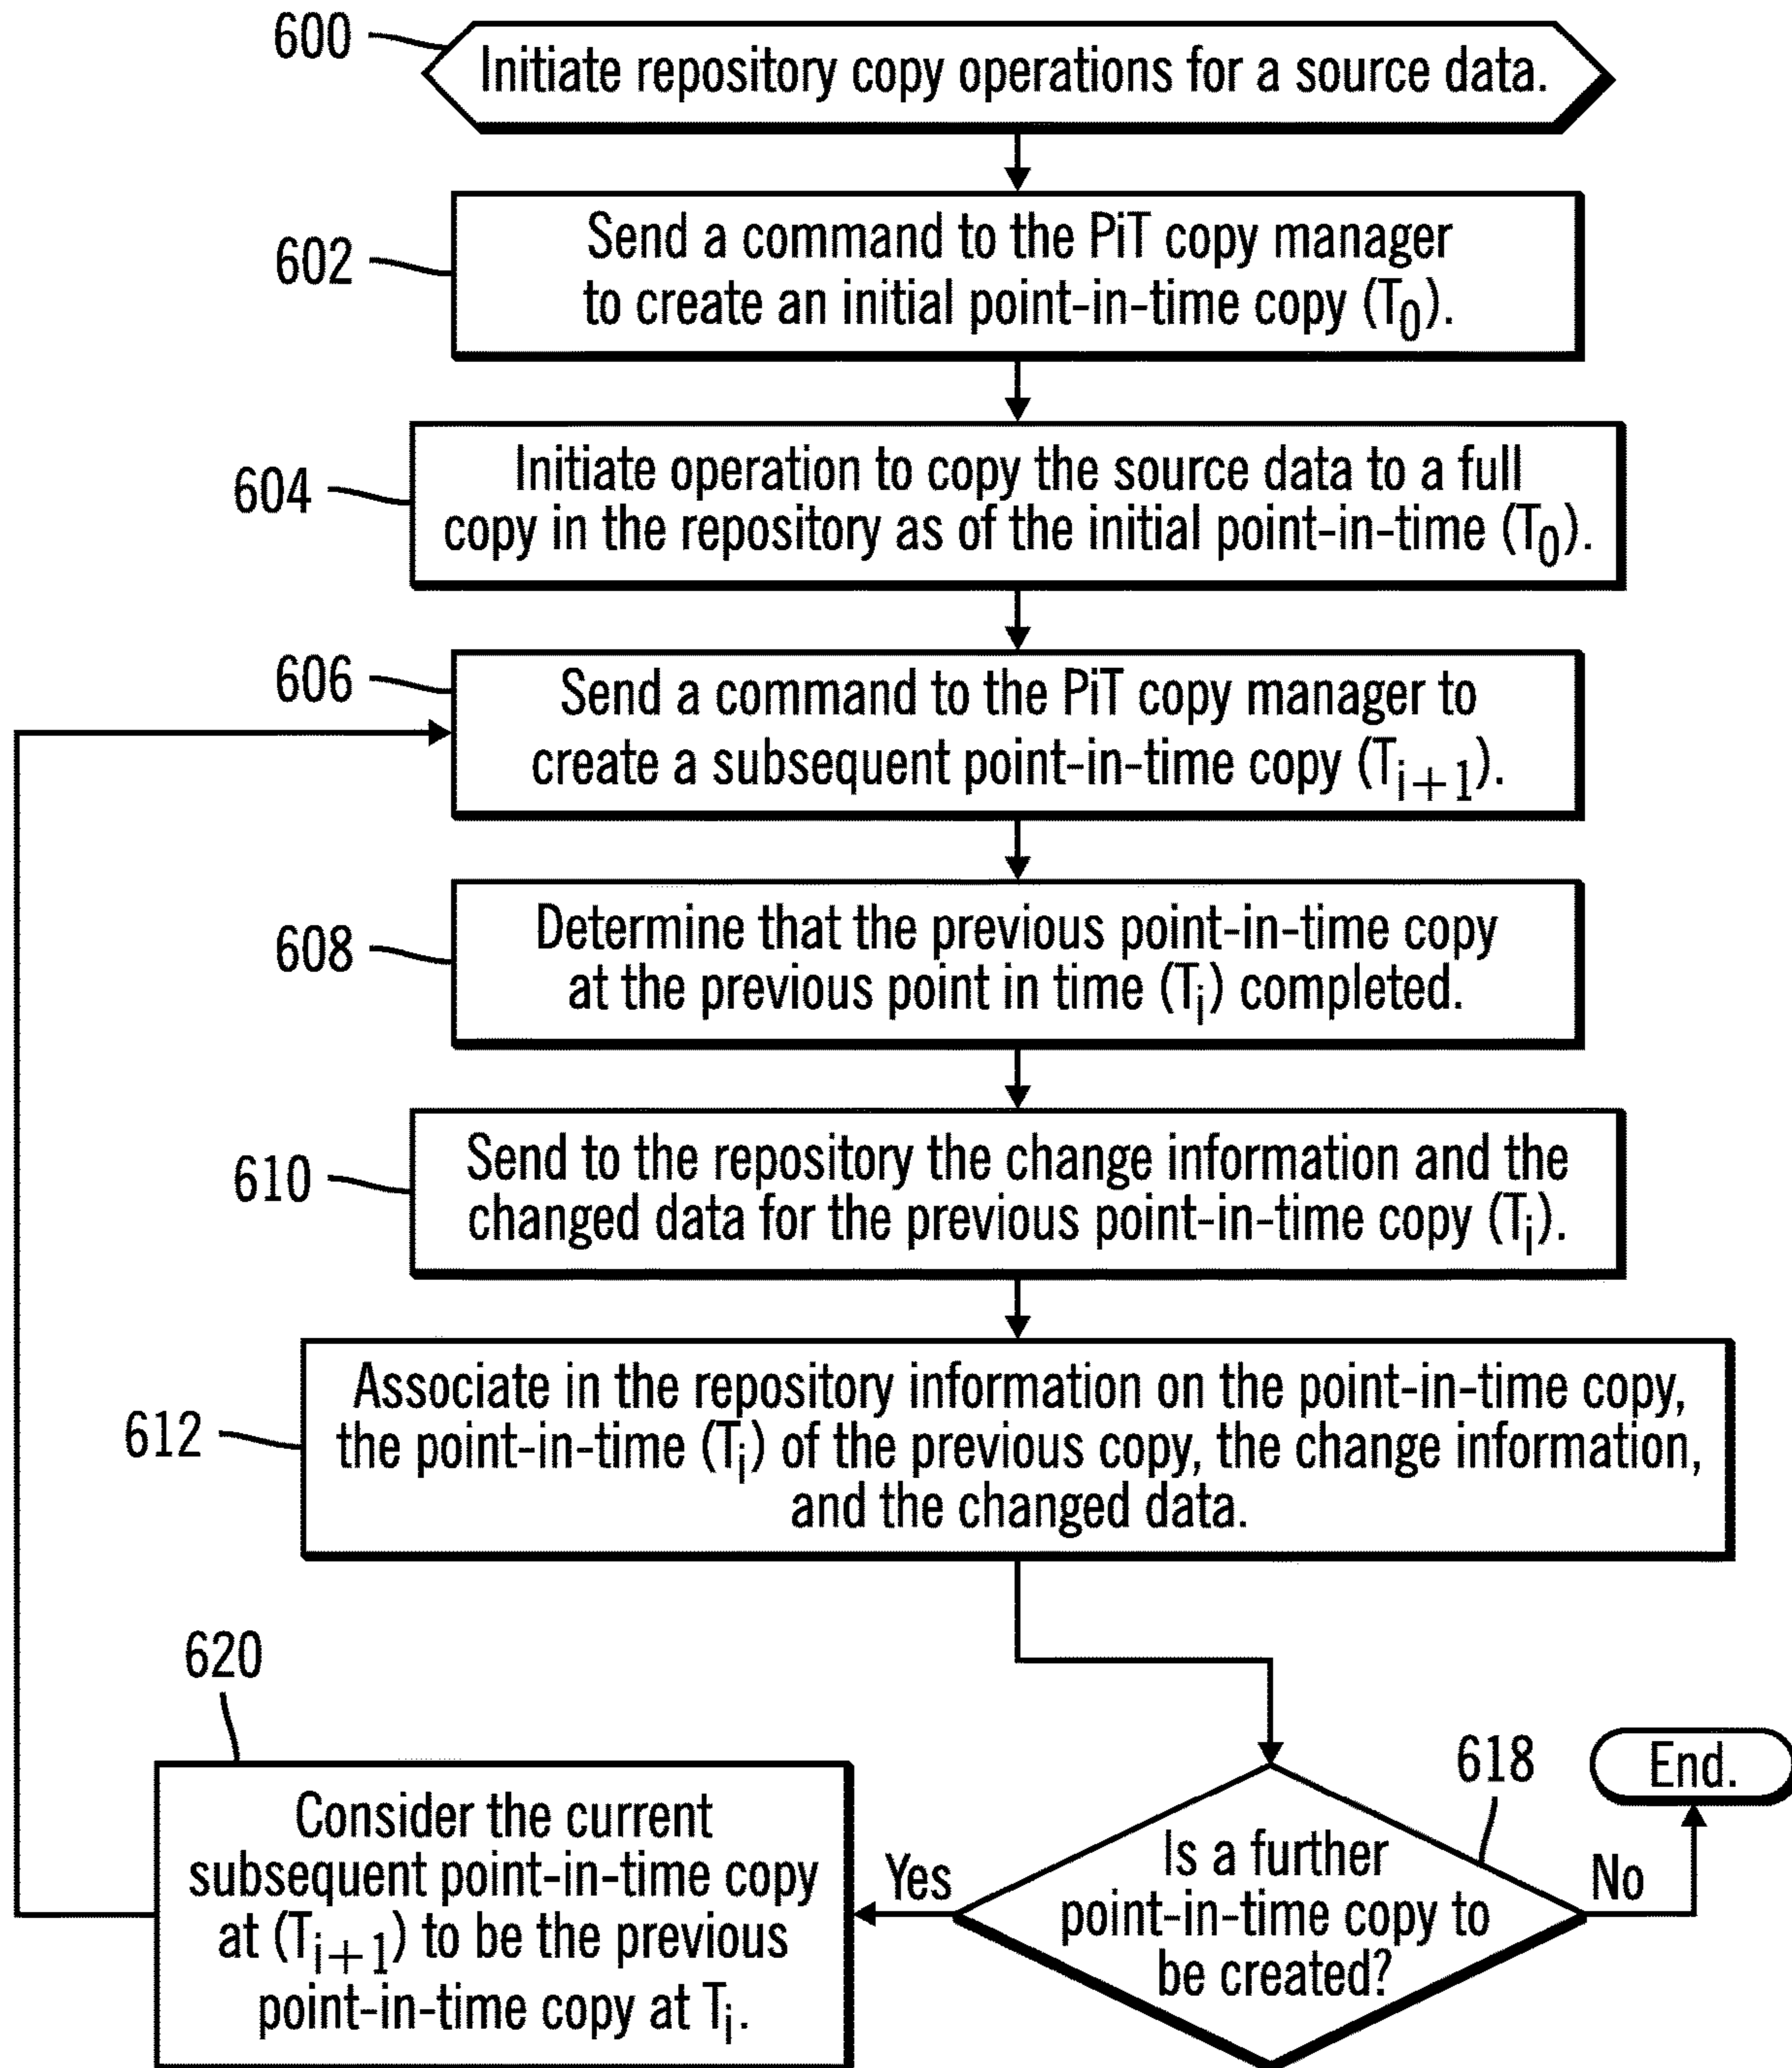 600
Initiate repository copy operations for a source data.
602
Send a command to the PiT copy manager
to create an initial point-in-time copy (T0).
604
Initiate operation to copy the source data to a full
copy in the repository as of the initial point-in-time (T0).
606
Send a command to the PiT copy manager to
create a subsequent point-in-time copy (Ti+1).
608
Determine that the previous point-in-time copy
at the previous point in time (Ti) completed.
610
Send to the repository the change information and the
changed data for the previous point-in-time copy (Ti).
612
Associate in the repository information on the point-in-time copy,
the point-in-time (Ti) of the previous copy, the change information,
and the changed data.
620
Consider the current
subsequent point-in-time copy
at (Ti+1) to be the previous
point-in-time copy at Ti.
Yes
618
Is a further
point-in-time copy to
be created?
No
End.